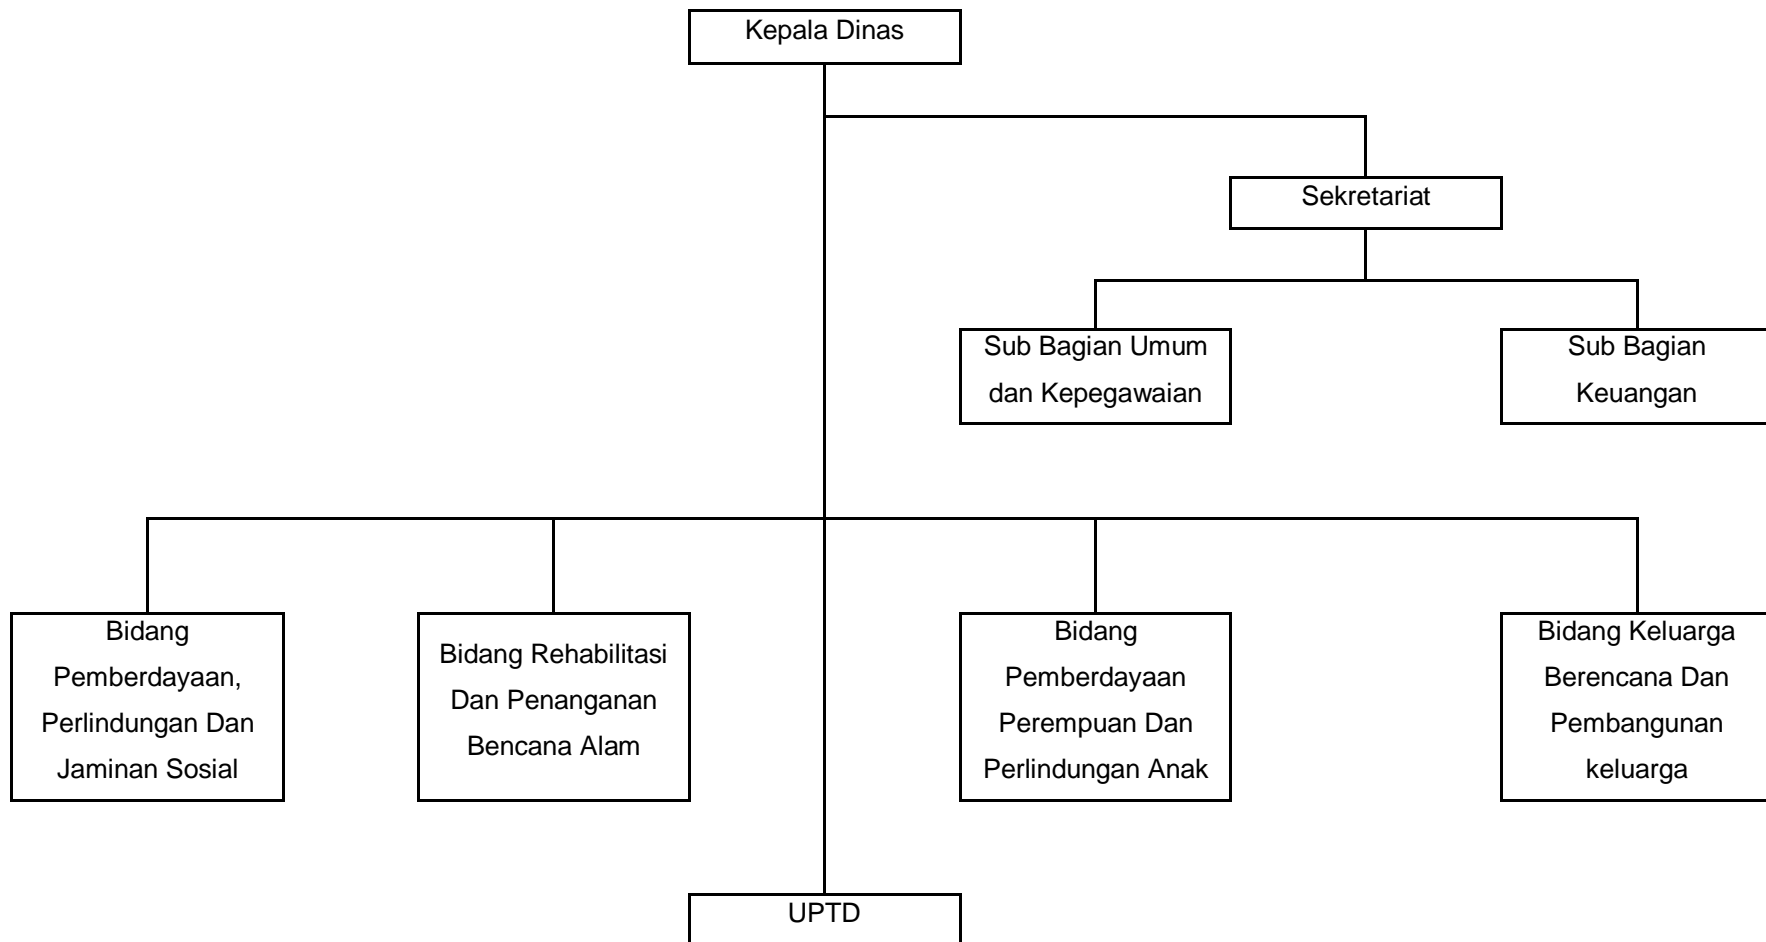 Kepala Dinas
Sekretariat
Sub Bagian Umum
dan Kepegawaian
Sub Bagian
Keuangan
Bidang
Pemberdayaan,
Perlindungan Dan
Jaminan Sosial
Bidang Rehabilitasi
Dan Penanganan
Bencana Alam
Bidang
Pemberdayaan
Perempuan Dan
Perlindungan Anak
Bidang Keluarga
Berencana Dan
Pembangunan
keluarga
UPTD